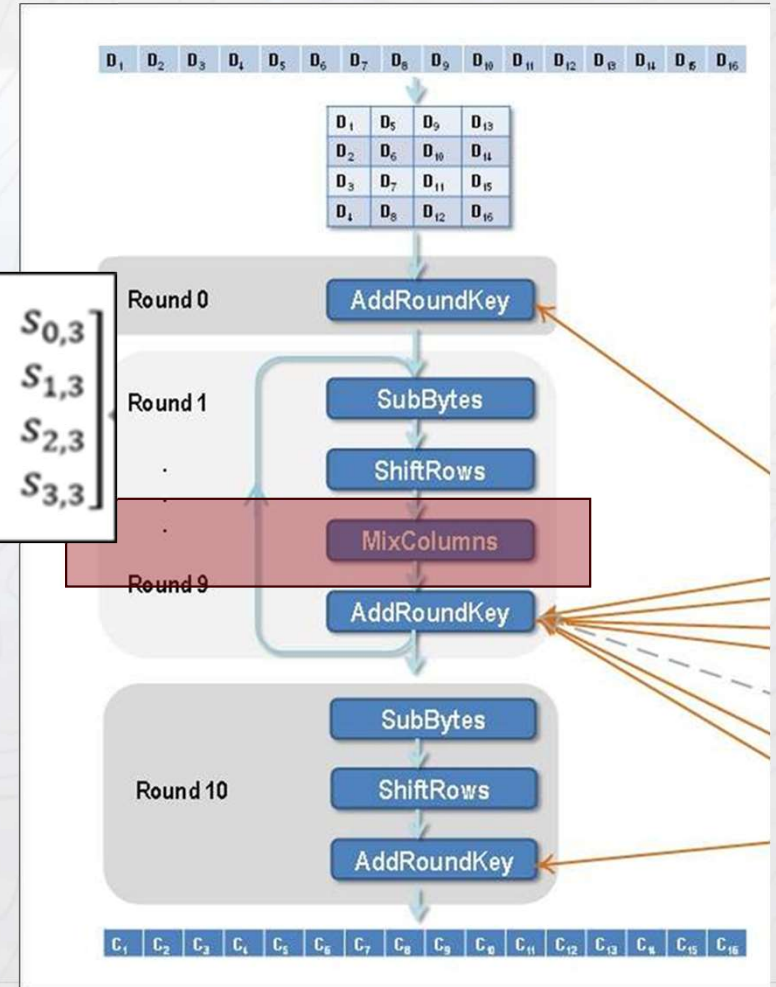 D₁ D₂ D₃ D₄ D₅ D₆ D₇ D₈ D₉ D₁₀ D₁₁ D₁₂ D₁₃ D₁₄ D₁₅ D₁₆
D₁ D₅ D₉ D₁₃
D₂ D₆ D₁₀ D₁₄
D₃ D₇ D₁₁ D₁₅
D₄ D₈ D₁₂ D₁₆
Round 0 AddRoundKey
S₀,₃
S₁,₃
S₂,₃
S₃,₃
Round 1 SubBytes
ShiftRows
MixColumns
Round 9
AddRoundKey
SubBytes
Round 10 ShiftRows
AddRoundKey
C₁ C₂ C₃ C₄ C₅ C₆ C₇ C₈ C₉ C₁₀ C₁₁ C₁₂ C₁₃ C₁₄ C₁₅ C₁₆